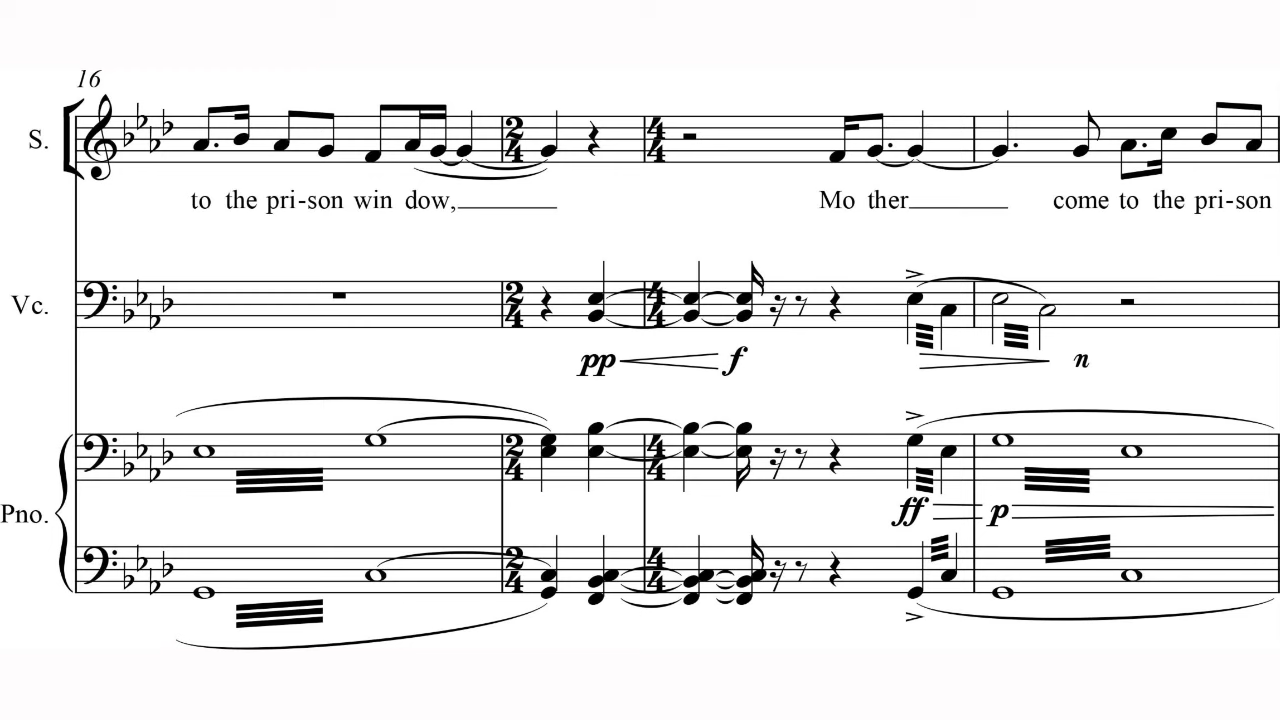 16
S.
to the pri-son win dow, Mo ther come to the pri-son
Vc.
pp f n
Pno.
ff p